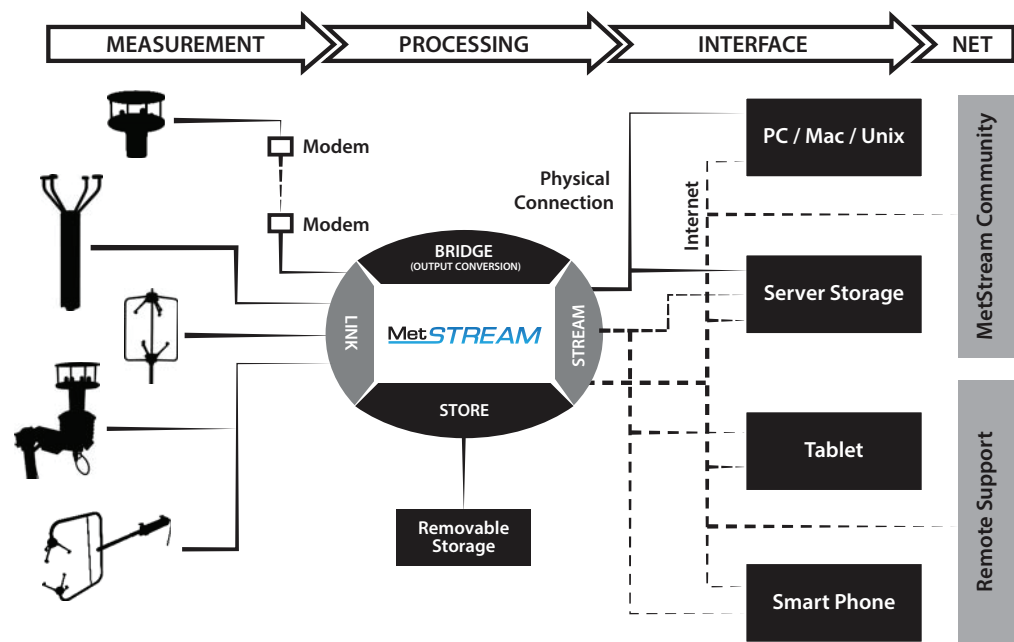 MEASUREMENT
PROCESSING
INTERFACE
NET
Modem
Modem
Physical
Connection
Internet
BRIDGE
(OUTPUT CONVERSION)
LINK
MetSTREAM
STREAM
STORE
Removable
Storage
PC / Mac / Unix
Server Storage
Tablet
Smart Phone
MetStream Community
Remote Support